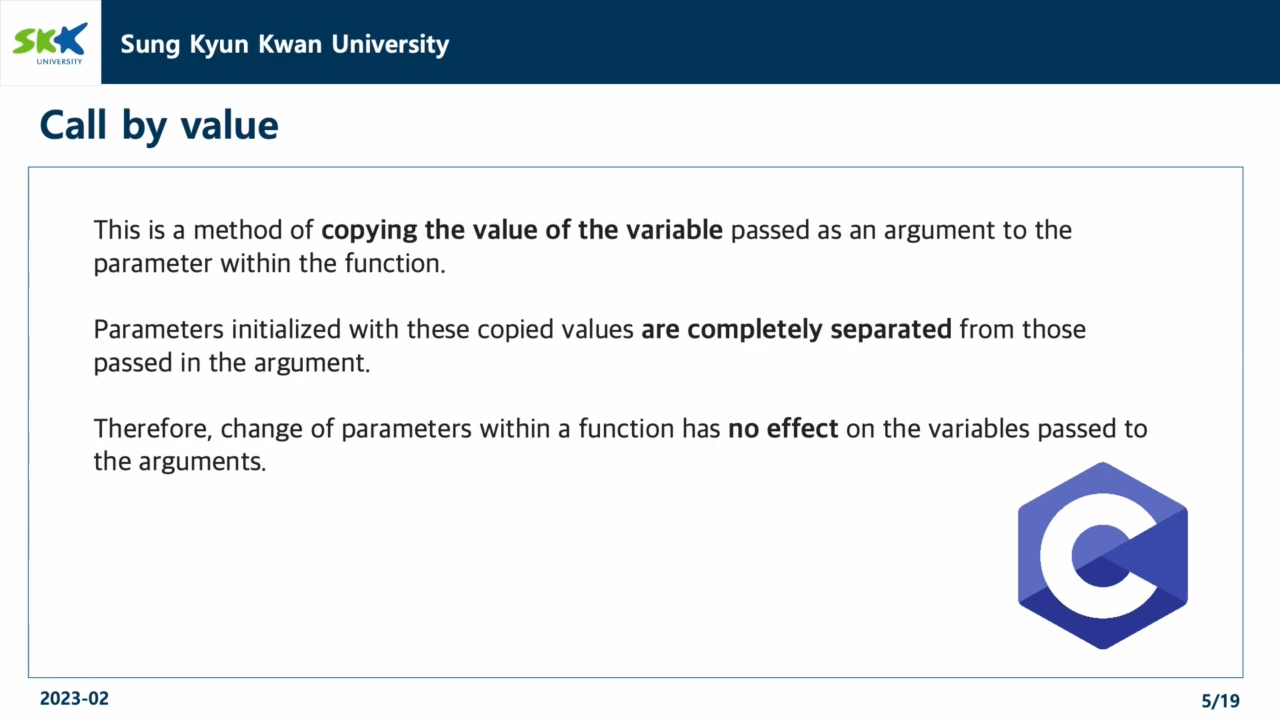 SKK
UNIVERSITY
Sung Kyun Kwan University
Call by value
This is a method of copying the value of the variable passed as an argument to the
parameter within the function.
Parameters initialized with these copied values are completely separated from those
passed in the argument.
Therefore, change of parameters within a function has no effect on the variables passed to
the arguments.
C
2023-02
5/19